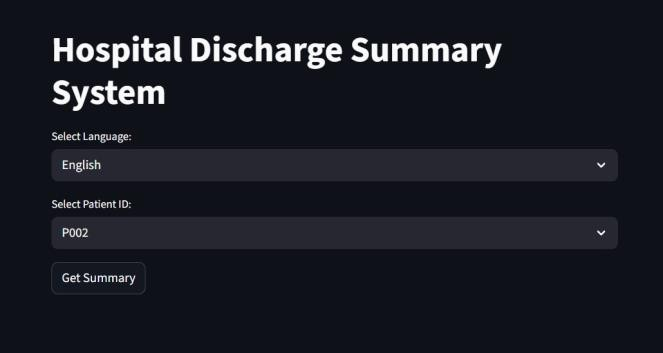 Hospital Discharge Summary
System
Select Language:
English
Select Patient ID:
P002
Get Summary